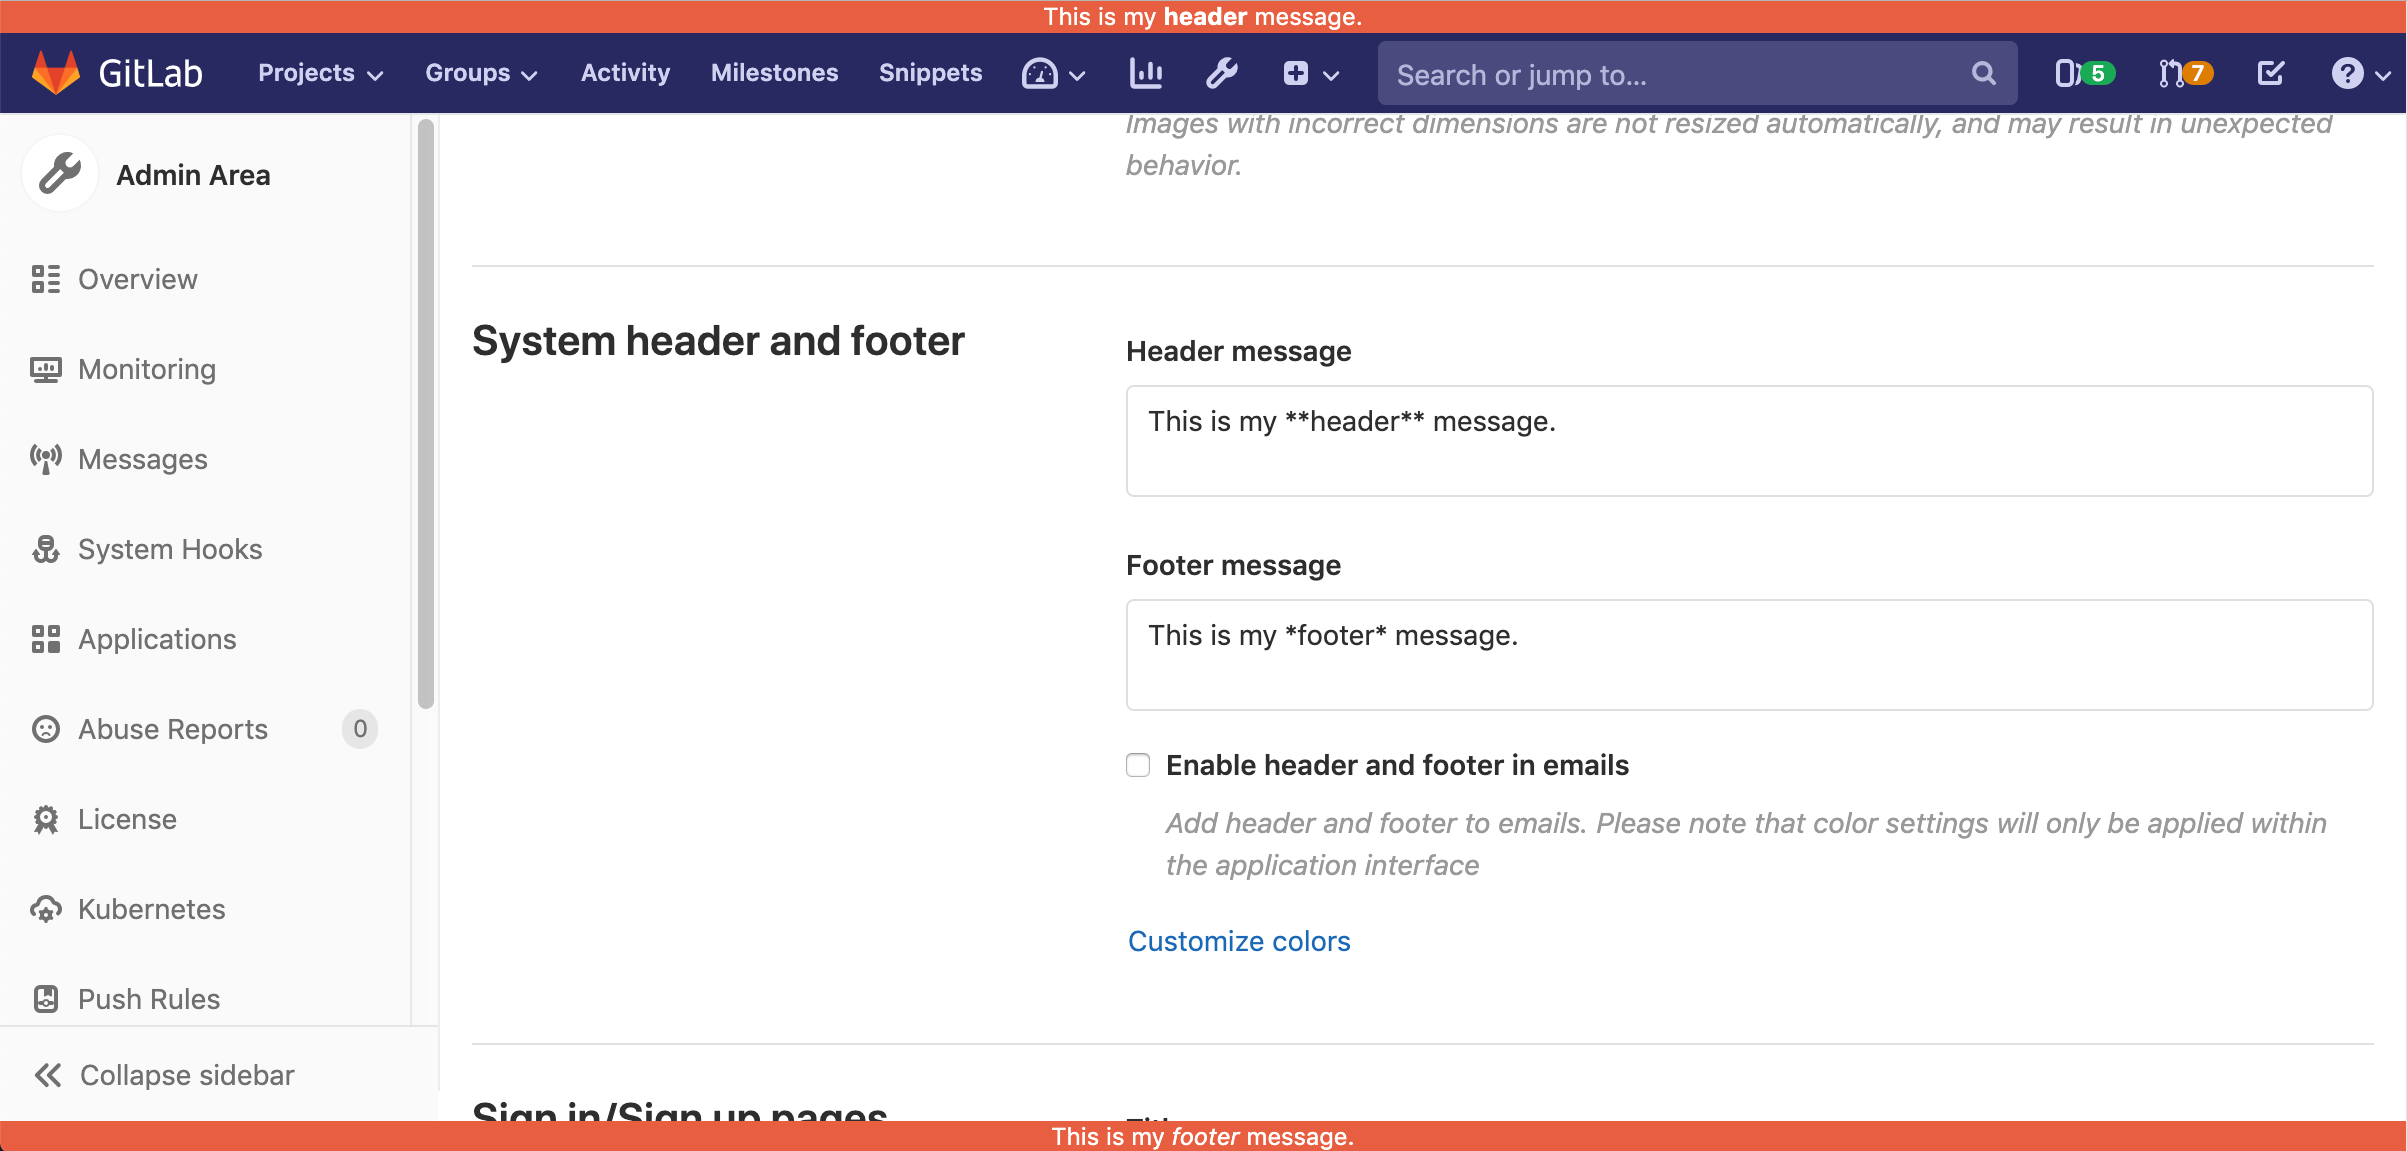 This is my header message.
GitLab Projects Groups Activity Milestones Snippets Search or jump to... 5 7
Admin Area
Overview
Monitoring
Messages
System Hooks
Applications
Abuse Reports 0
License
Kubernetes
Push Rules
Collapse sidebar
Images with incorrect dimensions are not resized automatically, and may result in unexpected
behavior.
System header and footer
Header message
This is my **header** message.
Footer message
This is my *footer* message.
Enable header and footer in emails
Add header and footer to emails. Please note that color settings will only be applied within
the application interface
Customize colors
Sign in/Sign up pages
This is my footer message.